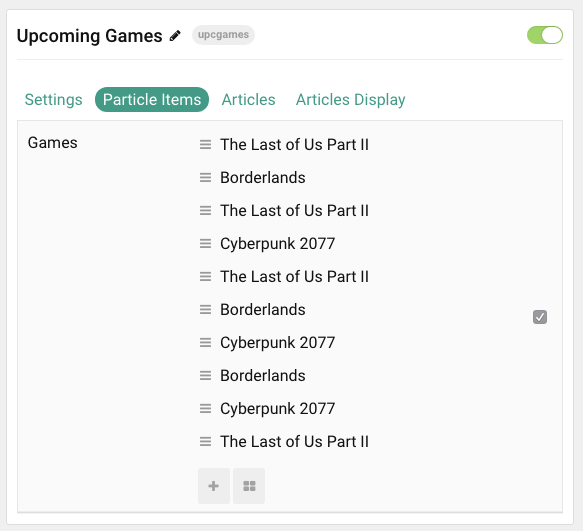 Upcoming Games upcgames
Settings Particle Items Articles Articles Display
Games
The Last of Us Part II
Borderlands
The Last of Us Part II
Cyberpunk 2077
The Last of Us Part II
Borderlands
Cyberpunk 2077
Borderlands
Cyberpunk 2077
The Last of Us Part II